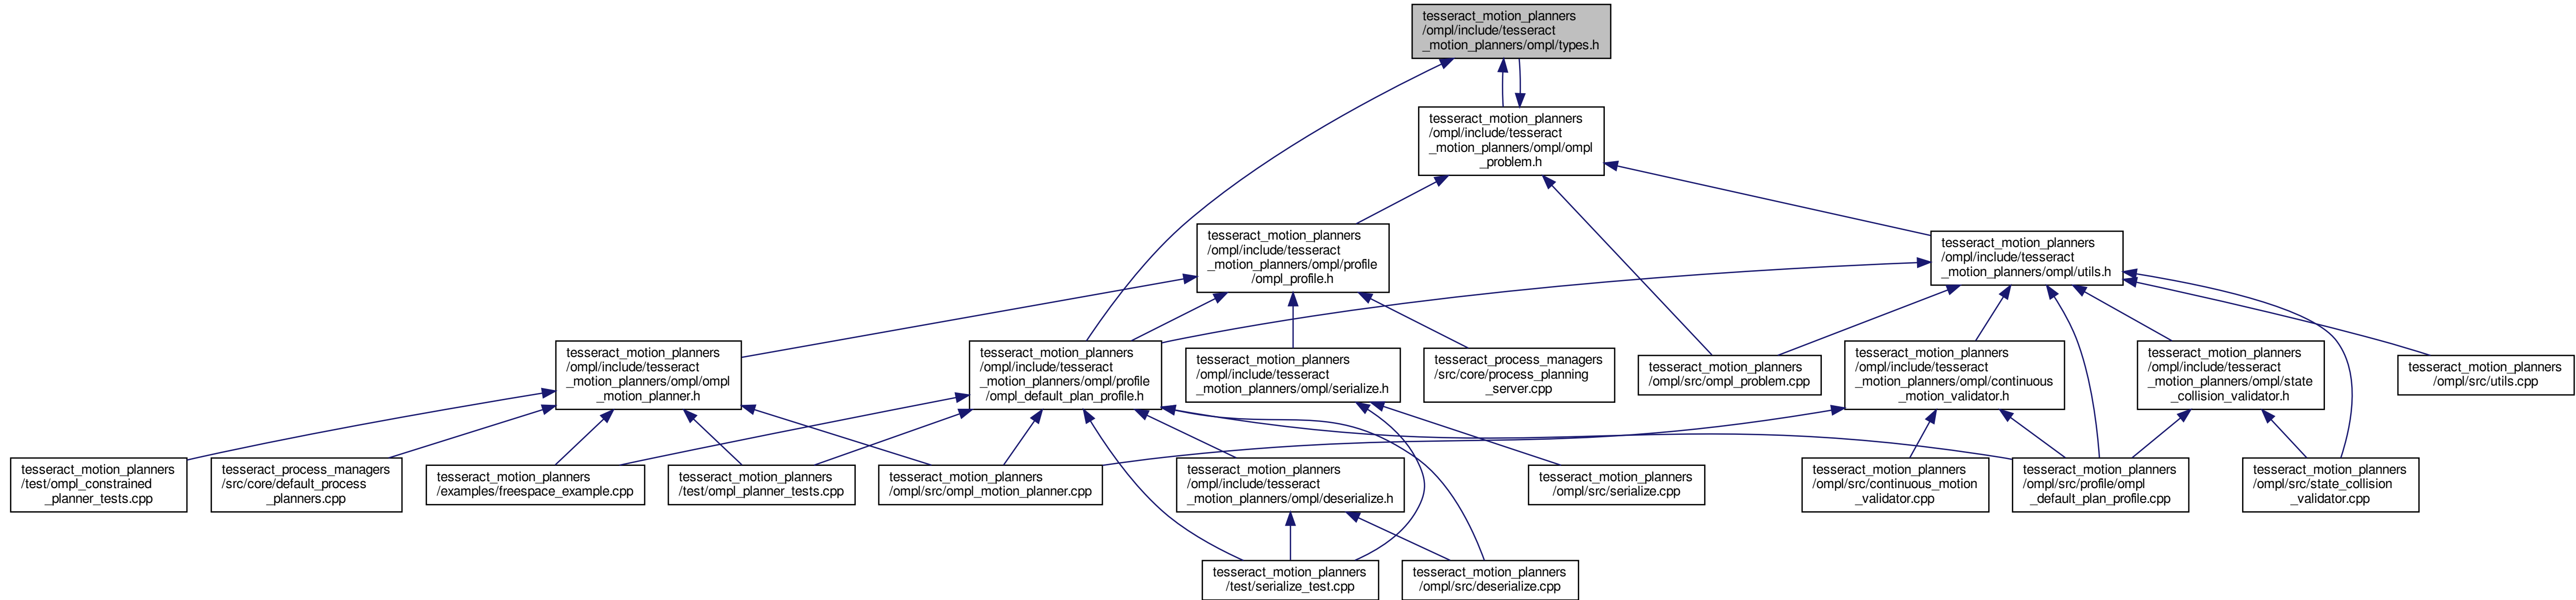 tesseract_motion_planners
/ompl/include/tesseract
_motion_planners/ompl/types.h
tesseract_motion_planners
/ompl/include/tesseract
_motion_planners/ompl/ompl
_problem.h
tesseract_motion_planners
/ompl/include/tesseract
_motion_planners/ompl/profile
/ompl_profile.h
tesseract_motion_planners
/ompl/include/tesseract
_motion_planners/ompl/utils.h
tesseract_motion_planners
/ompl/include/tesseract
_motion_planners/ompl/ompl
_motion_planner.h
tesseract_motion_planners
/ompl/include/tesseract
_motion_planners/ompl/profile
/ompl_default_plan_profile.h
tesseract_motion_planners
/ompl/include/tesseract
_motion_planners/ompl/serialize.h
tesseract_process_managers
/src/core/process_planning
_server.cpp
tesseract_motion_planners
/ompl/src/ompl_problem.cpp
tesseract_motion_planners
/ompl/include/tesseract
_motion_planners/ompl/continuous
_motion_validator.h
tesseract_motion_planners
/ompl/include/tesseract
_motion_planners/ompl/state
_collision_validator.h
tesseract_motion_planners
/ompl/src/utils.cpp
tesseract_motion_planners
/test/ompl_constrained
_planner_tests.cpp
tesseract_process_managers
/src/core/default_process
_planners.cpp
tesseract_motion_planners
/examples/freespace_example.cpp
tesseract_motion_planners
/test/ompl_planner_tests.cpp
tesseract_motion_planners
/ompl/src/ompl_motion_planner.cpp
tesseract_motion_planners
/ompl/include/tesseract
_motion_planners/ompl/deserialize.h
tesseract_motion_planners
/ompl/src/serialize.cpp
tesseract_motion_planners
/ompl/src/continuous_motion
_validator.cpp
tesseract_motion_planners
/ompl/src/profile/ompl
_default_plan_profile.cpp
tesseract_motion_planners
/ompl/src/state_collision
_validator.cpp
tesseract_motion_planners
/test/serialize_test.cpp
tesseract_motion_planners
/ompl/src/deserialize.cpp